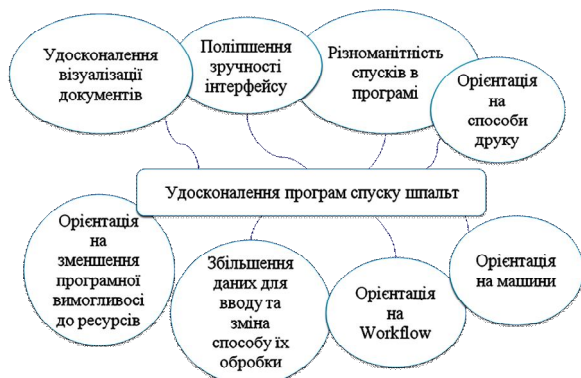 Удосконалення
візуалізації
документів
Поліпшення
зручності
інтерфейсу
Різноманітність
спусків в
програмі
Орієнтація
на
способи
друку
Удосконалення програм спуску шпальт
Орієнтація
на
зменшення
програмної
вимогливосі
до ресурсів
Збільшення
даних для
вводу та
зміна
способу їх
обробки
Орієнтація
на
Workflow
Орієнтація
на машини